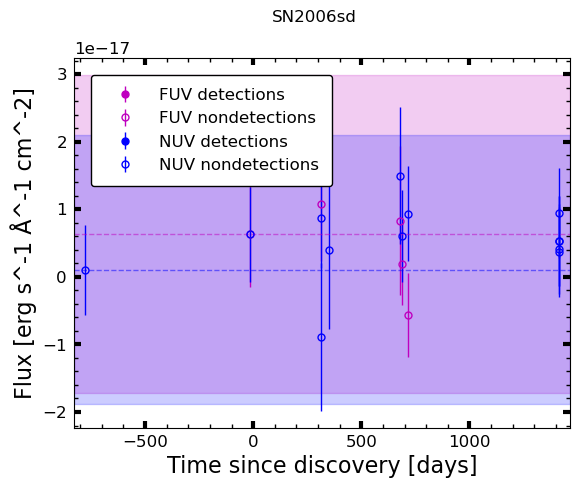 SN2006sd
1e−17
FUV detections
FUV nondetections
NUV detections
NUV nondetections
3
2
1
0
−1
−2
Flux [erg s^-1 Å^-1 cm^-2]
−500 0 500 1000
Time since discovery [days]